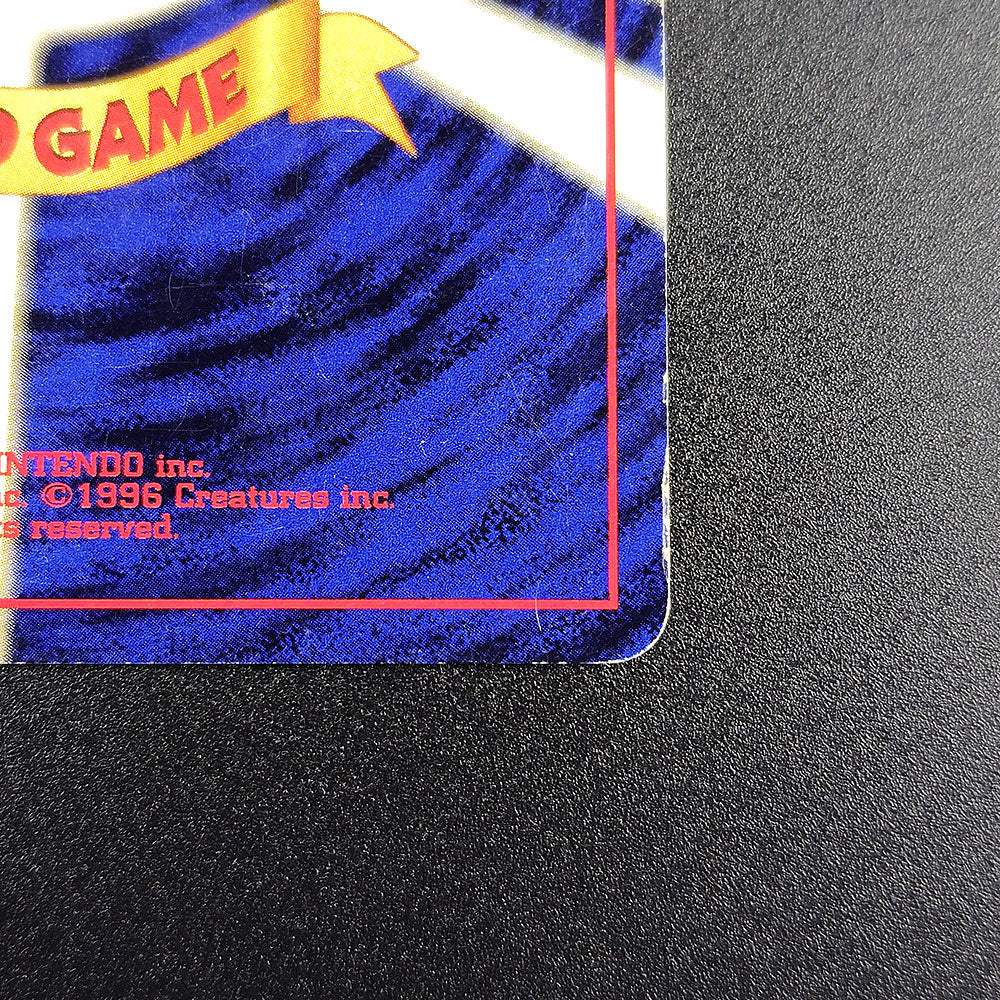 GAME
NINTENDO inc.
©1996 Creatures inc.
reserved.